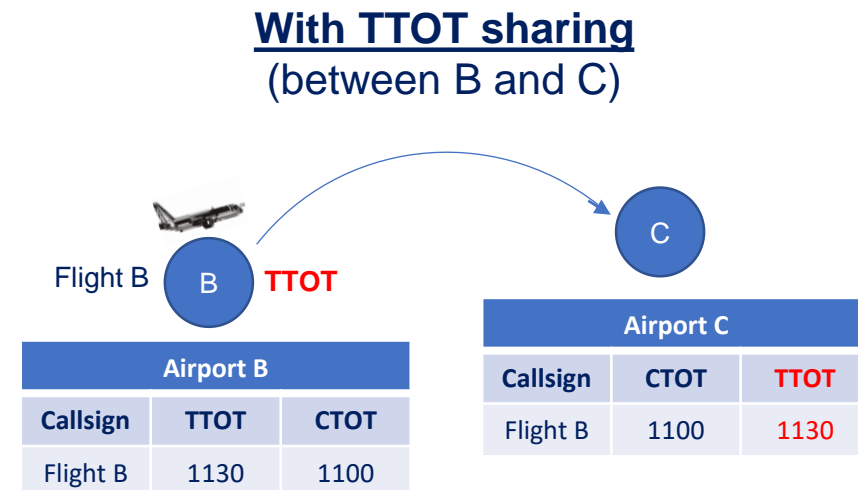 With TTOT sharing
(between B and C)
C
Flight B
B
TTOT
Airport B
Callsign TTOT CTOT
Flight B 1130 1100
Airport C
Callsign CTOT TTOT
Flight B 1100 1130